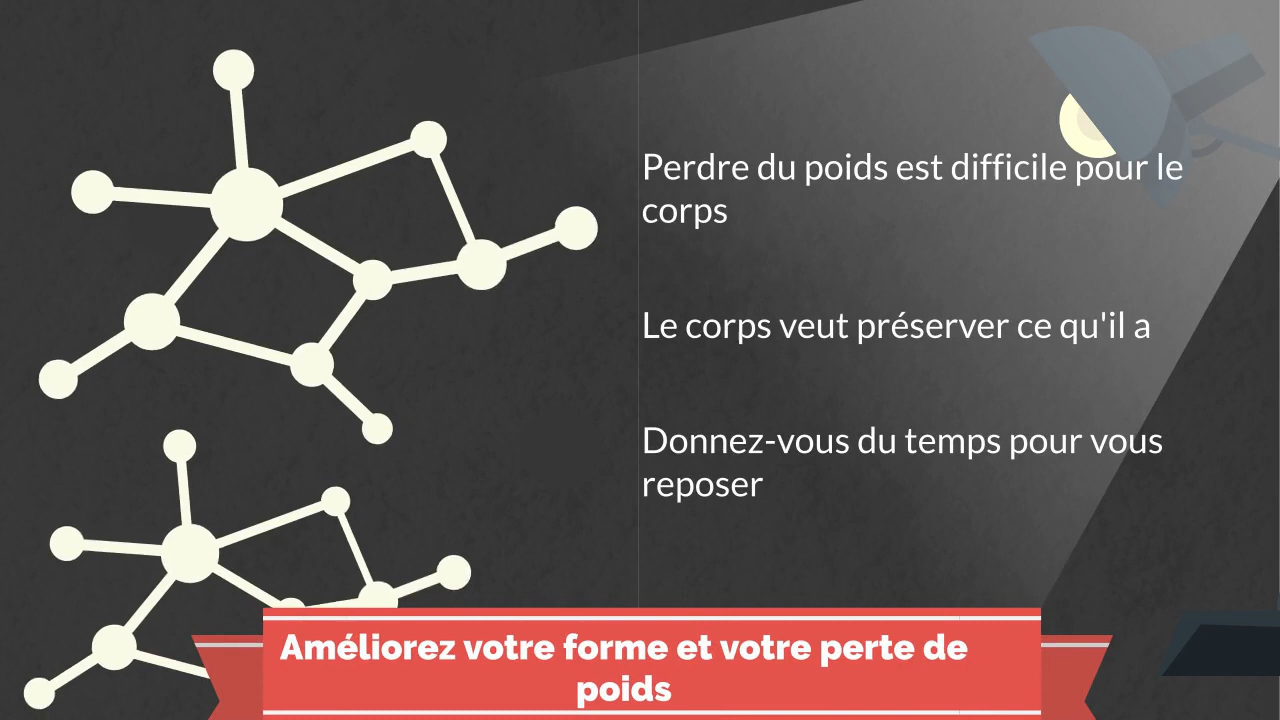 Perdre du poids est difficile pour le
corps
Le corps veut préserver ce qu'il a
Donnez-vous du temps pour vous
reposer
Améliorez votre forme et votre perte de
poids